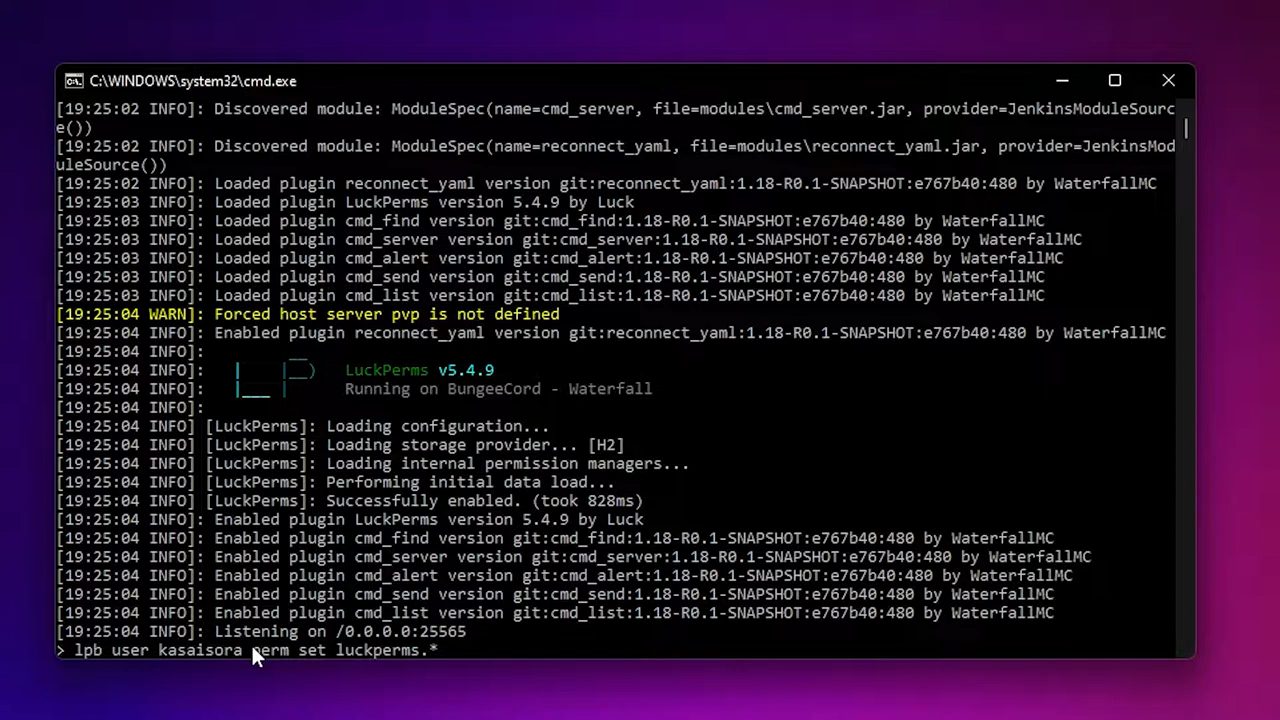 C:\WINDOWS\system32\cmd.exe
[19:25:02 INFO]: Discovered module: ModuleSpec(name=cmd_server, file=modules\cmd_server.jar, provider=JenkinsModuleSourc
e())
[19:25:02 INFO]: Discovered module: ModuleSpec(name=reconnect_yaml, file=modules\reconnect_yaml.jar, provider=JenkinsMod
uleSource())
[19:25:02 INFO]: Loaded plugin reconnect_yaml version git:reconnect_yaml:1.18-R0.1-SNAPSHOT:e767b40:480 by WaterfallMC
[19:25:03 INFO]: Loaded plugin LuckPerms version 5.4.9 by Luck
[19:25:03 INFO]: Loaded plugin cmd_find version git:cmd_find:1.18-R0.1-SNAPSHOT:e767b40:480 by WaterfallMC
[19:25:03 INFO]: Loaded plugin cmd_server version git:cmd_server:1.18-R0.1-SNAPSHOT:e767b40:480 by WaterfallMC
[19:25:03 INFO]: Loaded plugin cmd_alert version git:cmd_alert:1.18-R0.1-SNAPSHOT:e767b40:480 by WaterfallMC
[19:25:03 INFO]: Loaded plugin cmd_send version git:cmd_send:1.18-R0.1-SNAPSHOT:e767b40:480 by WaterfallMC
[19:25:03 INFO]: Loaded plugin cmd_list version git:cmd_list:1.18-R0.1-SNAPSHOT:e767b40:480 by WaterfallMC
[19:25:04 WARN]: Forced host server pvp is not defined
[19:25:04 INFO]: Enabled plugin reconnect_yaml version git:reconnect_yaml:1.18-R0.1-SNAPSHOT:e767b40:480 by WaterfallMC
[19:25:04 INFO]:        __
[19:25:04 INFO]:   |    |__)   LuckPerms v5.4.9
[19:25:04 INFO]:   |___ |      Running on BungeeCord - Waterfall
[19:25:04 INFO]:
[19:25:04 INFO] [LuckPerms]: Loading configuration...
[19:25:04 INFO] [LuckPerms]: Loading storage provider... [H2]
[19:25:04 INFO] [LuckPerms]: Loading internal permission managers...
[19:25:04 INFO] [LuckPerms]: Performing initial data load...
[19:25:04 INFO] [LuckPerms]: Successfully enabled. (took 828ms)
[19:25:04 INFO]: Enabled plugin LuckPerms version 5.4.9 by Luck
[19:25:04 INFO]: Enabled plugin cmd_find version git:cmd_find:1.18-R0.1-SNAPSHOT:e767b40:480 by WaterfallMC
[19:25:04 INFO]: Enabled plugin cmd_server version git:cmd_server:1.18-R0.1-SNAPSHOT:e767b40:480 by WaterfallMC
[19:25:04 INFO]: Enabled plugin cmd_alert version git:cmd_alert:1.18-R0.1-SNAPSHOT:e767b40:480 by WaterfallMC
[19:25:04 INFO]: Enabled plugin cmd_send version git:cmd_send:1.18-R0.1-SNAPSHOT:e767b40:480 by WaterfallMC
[19:25:04 INFO]: Enabled plugin cmd_list version git:cmd_list:1.18-R0.1-SNAPSHOT:e767b40:480 by WaterfallMC
[19:25:04 INFO]: Listening on /0.0.0.0:25565
> lpb user kasaisora perm set luckperms.*